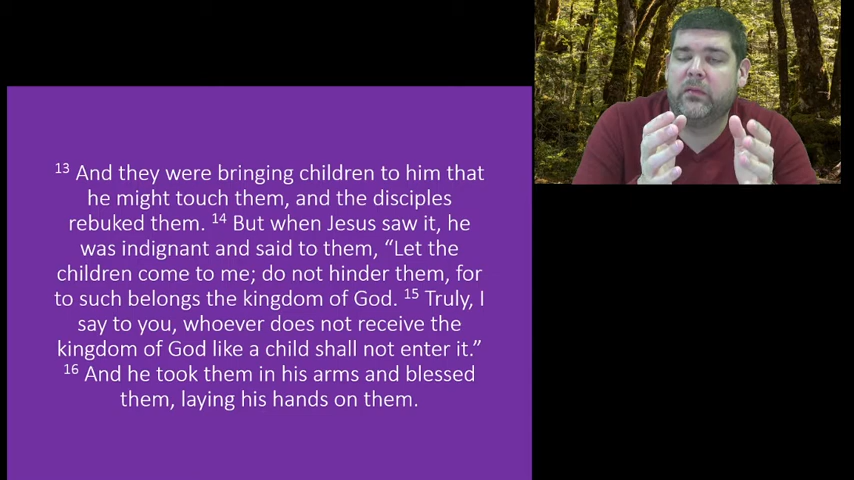 13 And they were bringing children to him that
he might touch them, and the disciples
rebuked them. 14 But when Jesus saw it, he
was indignant and said to them, “Let the
children come to me; do not hinder them, for
to such belongs the kingdom of God. 15 Truly, I
say to you, whoever does not receive the
kingdom of God like a child shall not enter it.”
16 And he took them in his arms and blessed
them, laying his hands on them.